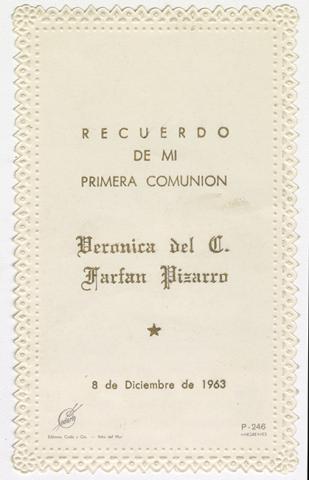 RECUERDO
DE MI
PRIMERA COMUNION
Veronica del C.
Farfan Pizarro
8 de Diciembre de 1963
P-246